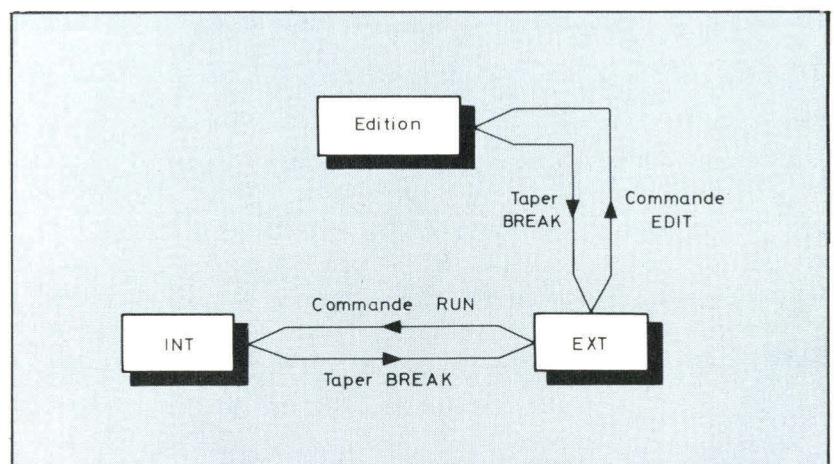 Edition
Taper
BREAK
Commande
EDIT
Commande RUN
INT
EXT
Taper BREAK